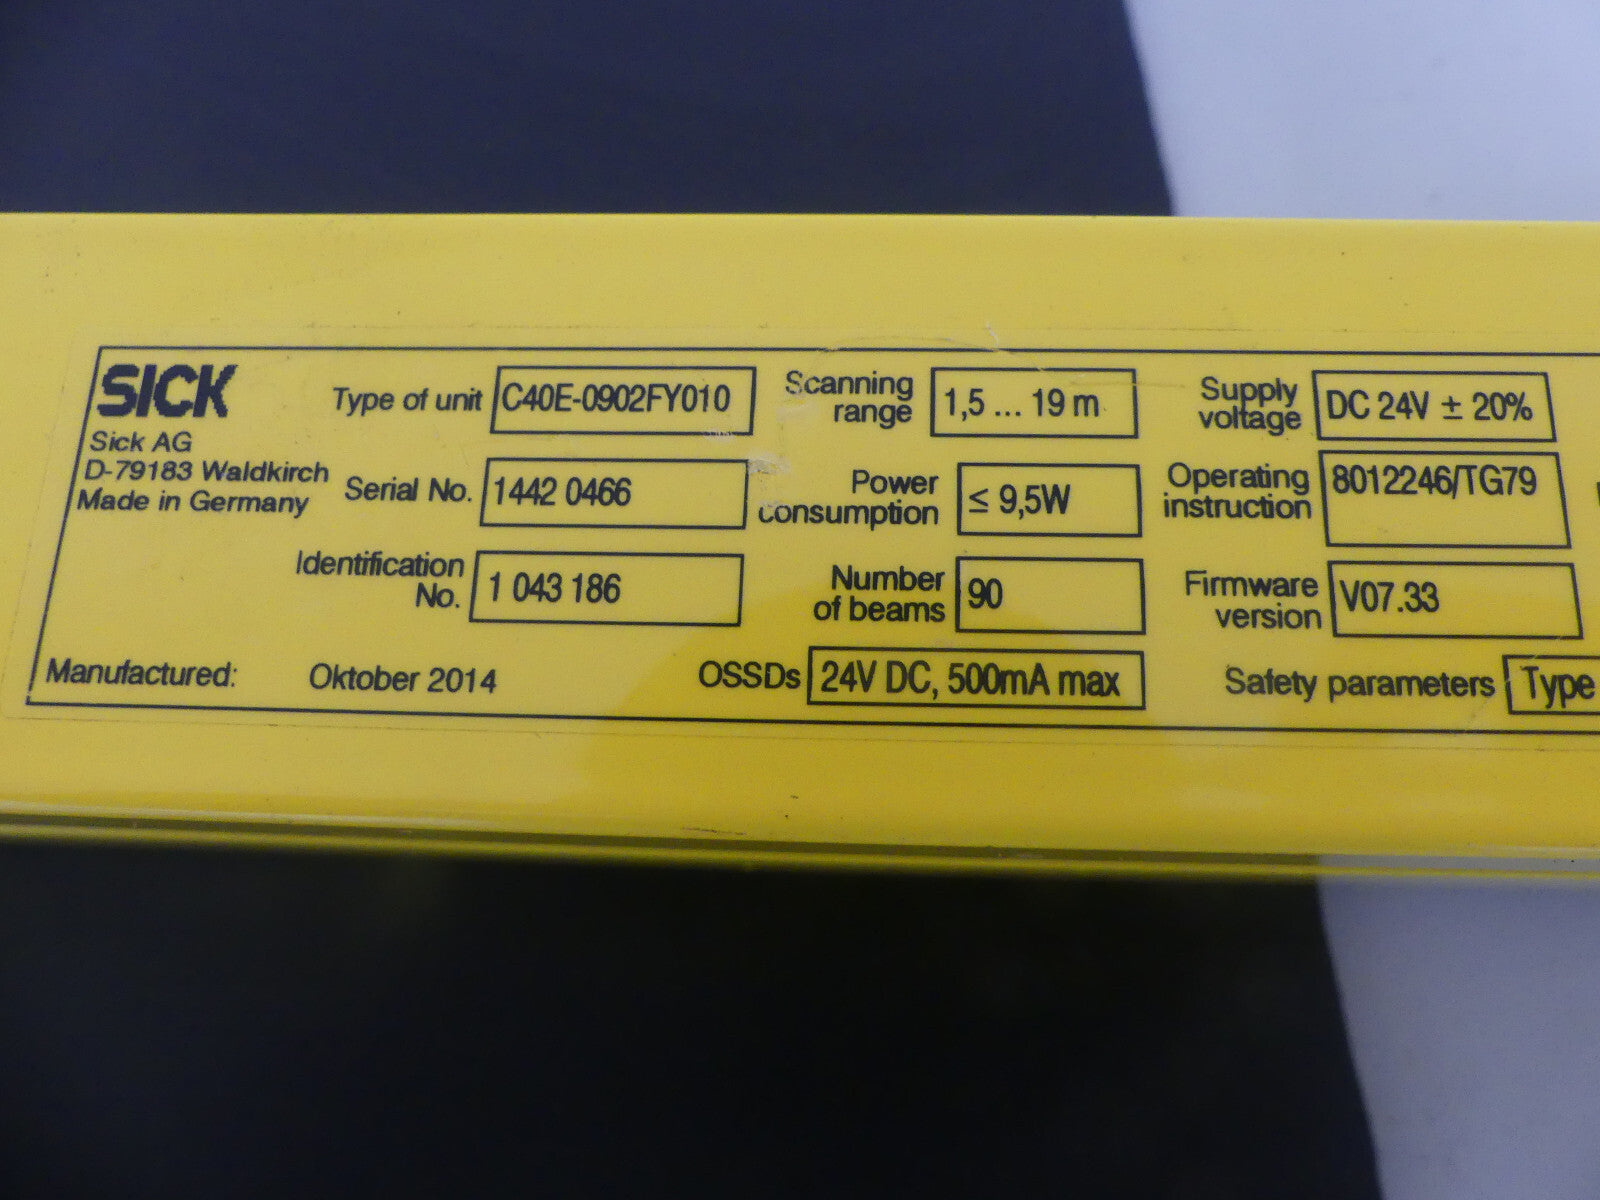 SICK
Sick AG
D-79183 Waldkirch
Made in Germany
Type of unit C40E-0902FY010
Serial No. 1442 0466
Identification
No. 1 043 186
Manufactured: Oktober 2014
Scanning
range 1,5 ... 19 m
Power
consumption ≤ 9,5W
Number
of beams 90
OSSDs 24V DC, 500mA max
Supply
voltage DC 24V ± 20%
Operating
instruction 8012246/TG79
Firmware
version V07.33
Safety parameters Type